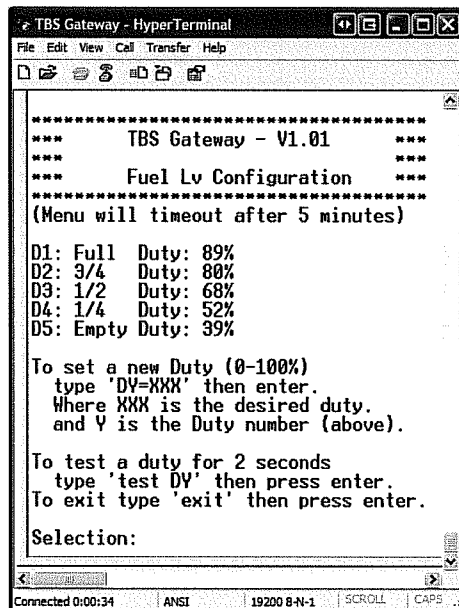 TBS Gateway - HyperTerminal
File Edit View Call Transfer Help
***************************************
*** TBS Gateway - V1.01 ***
*** ***
*** Fuel Lv Configuration ***
***************************************
(Menu will timeout after 5 minutes)
D1: Full Duty: 89%
D2: 3/4 Duty: 80%
D3: 1/2 Duty: 68%
D4: 1/4 Duty: 52%
D5: Empty Duty: 39%
To set a new Duty (0-100%)
type 'DY=XXX' then enter.
Where XXX is the desired duty.
and Y is the Duty number (above).
To test a duty for 2 seconds
type 'test DY' then press enter.
To exit type 'exit' then press enter.
Selection:
Connected 0:00:34 ANSI 19200 8-N-1 SCROLL CAPS